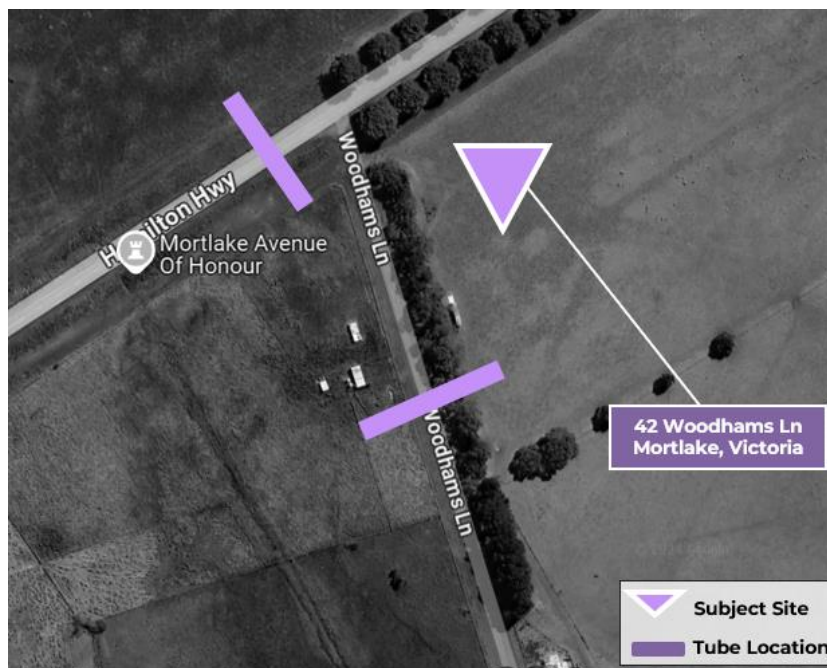 Woodhams Ln
Hamilton Hwy
Mortlake Avenue
Of Honour
Woodhams Ln
42 Woodhams Ln
Mortlake, Victoria
Subject Site
Tube Location